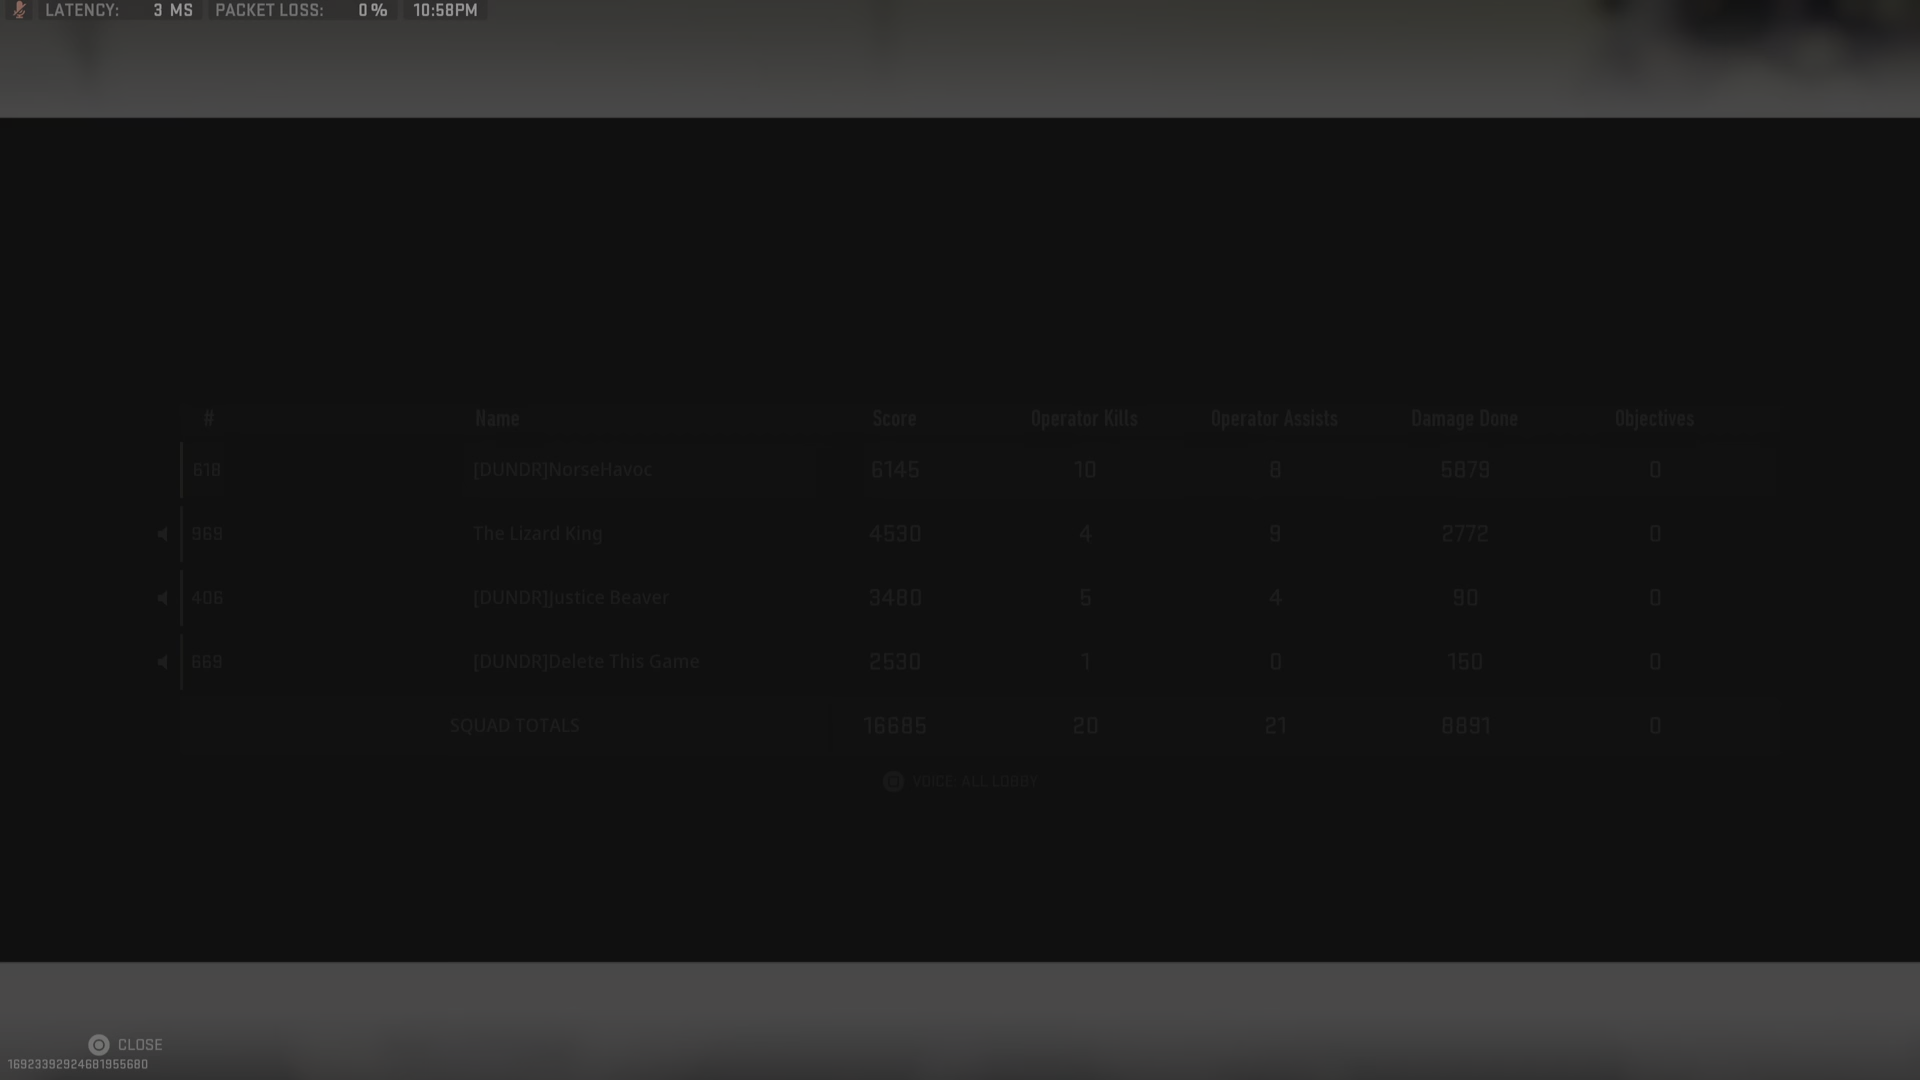 LATENCY: 3 MS PACKET LOSS: 0 % 10:58PM
# Name Score Operator Kills Operator Assists Damage Done Objectives
618 [DUNDR]NorseHavoc 6145 10 8 5879 0
969 The Lizard King 4530 4 9 2772 0
406 [DUNDR]Justice Beaver 3480 5 4 90 0
669 [DUNDR]Delete This Game 2530 1 0 150 0
SQUAD TOTALS 16685 20 21 8891 0
VOICE: ALL LOBBY
CLOSE
16923392924681955680